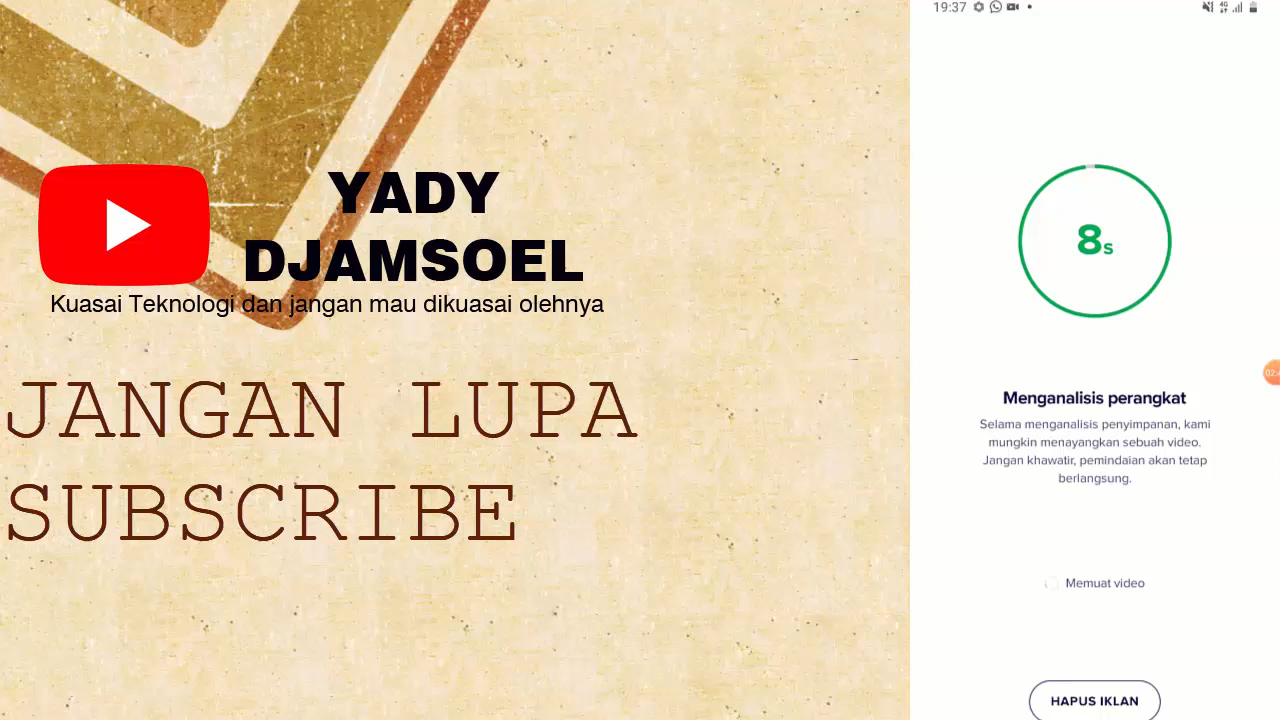 YADY
DJAMSOEL
Kuasai Teknologi dan jangan mau dikuasai olehnya
JANGAN LUPA
SUBSCRIBE
19:37
4G
8s
Menganalisis perangkat
Selama menganalisis penyimpanan, kami
mungkin menayangkan sebuah video.
Jangan khawatir, pemindaian akan tetap
berlangsung.
Memuat video
HAPUS IKLAN